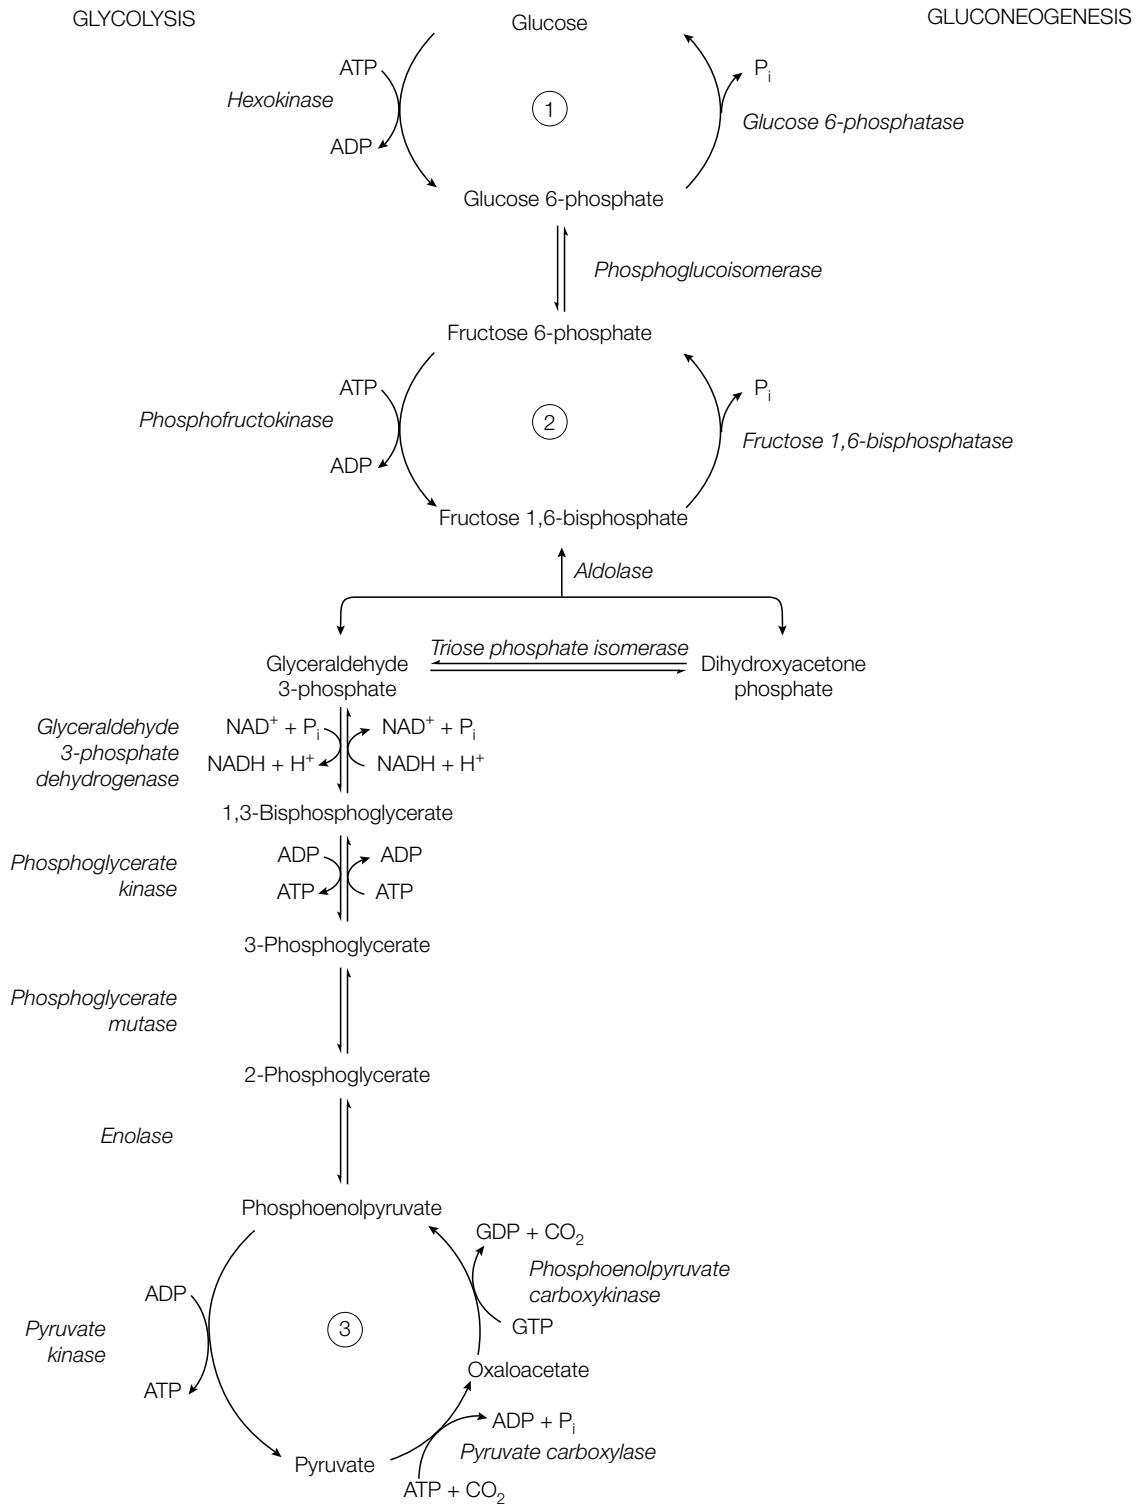 GLYCOLYSIS
Glucose
GLUCONEOGENESIS
ATP
Hexokinase
ADP
1
Pi
Glucose 6-phosphatase
Glucose 6-phosphate
Phosphoglucoisomerase
Fructose 6-phosphate
ATP
Phosphofructokinase
ADP
2
Pi
Fructose 1,6-bisphosphatase
Fructose 1,6-bisphosphate
Aldolase
Triose phosphate isomerase
Glyceraldehyde
3-phosphate
Dihydroxyacetone
phosphate
Glyceraldehyde
3-phosphate
dehydrogenase
NAD+ + Pi
NADH + H+
NAD+ + Pi
NADH + H+
1,3-Bisphosphoglycerate
Phosphoglycerate
kinase
ADP
ATP
ADP
ATP
3-Phosphoglycerate
Phosphoglycerate
mutase
2-Phosphoglycerate
Enolase
Phosphoenolpyruvate
GDP + CO2
Phosphoenolpyruvate
carboxykinase
GTP
ADP
Pyruvate
kinase
ATP
3
Oxaloacetate
ADP + Pi
Pyruvate carboxylase
Pyruvate
ATP + CO2